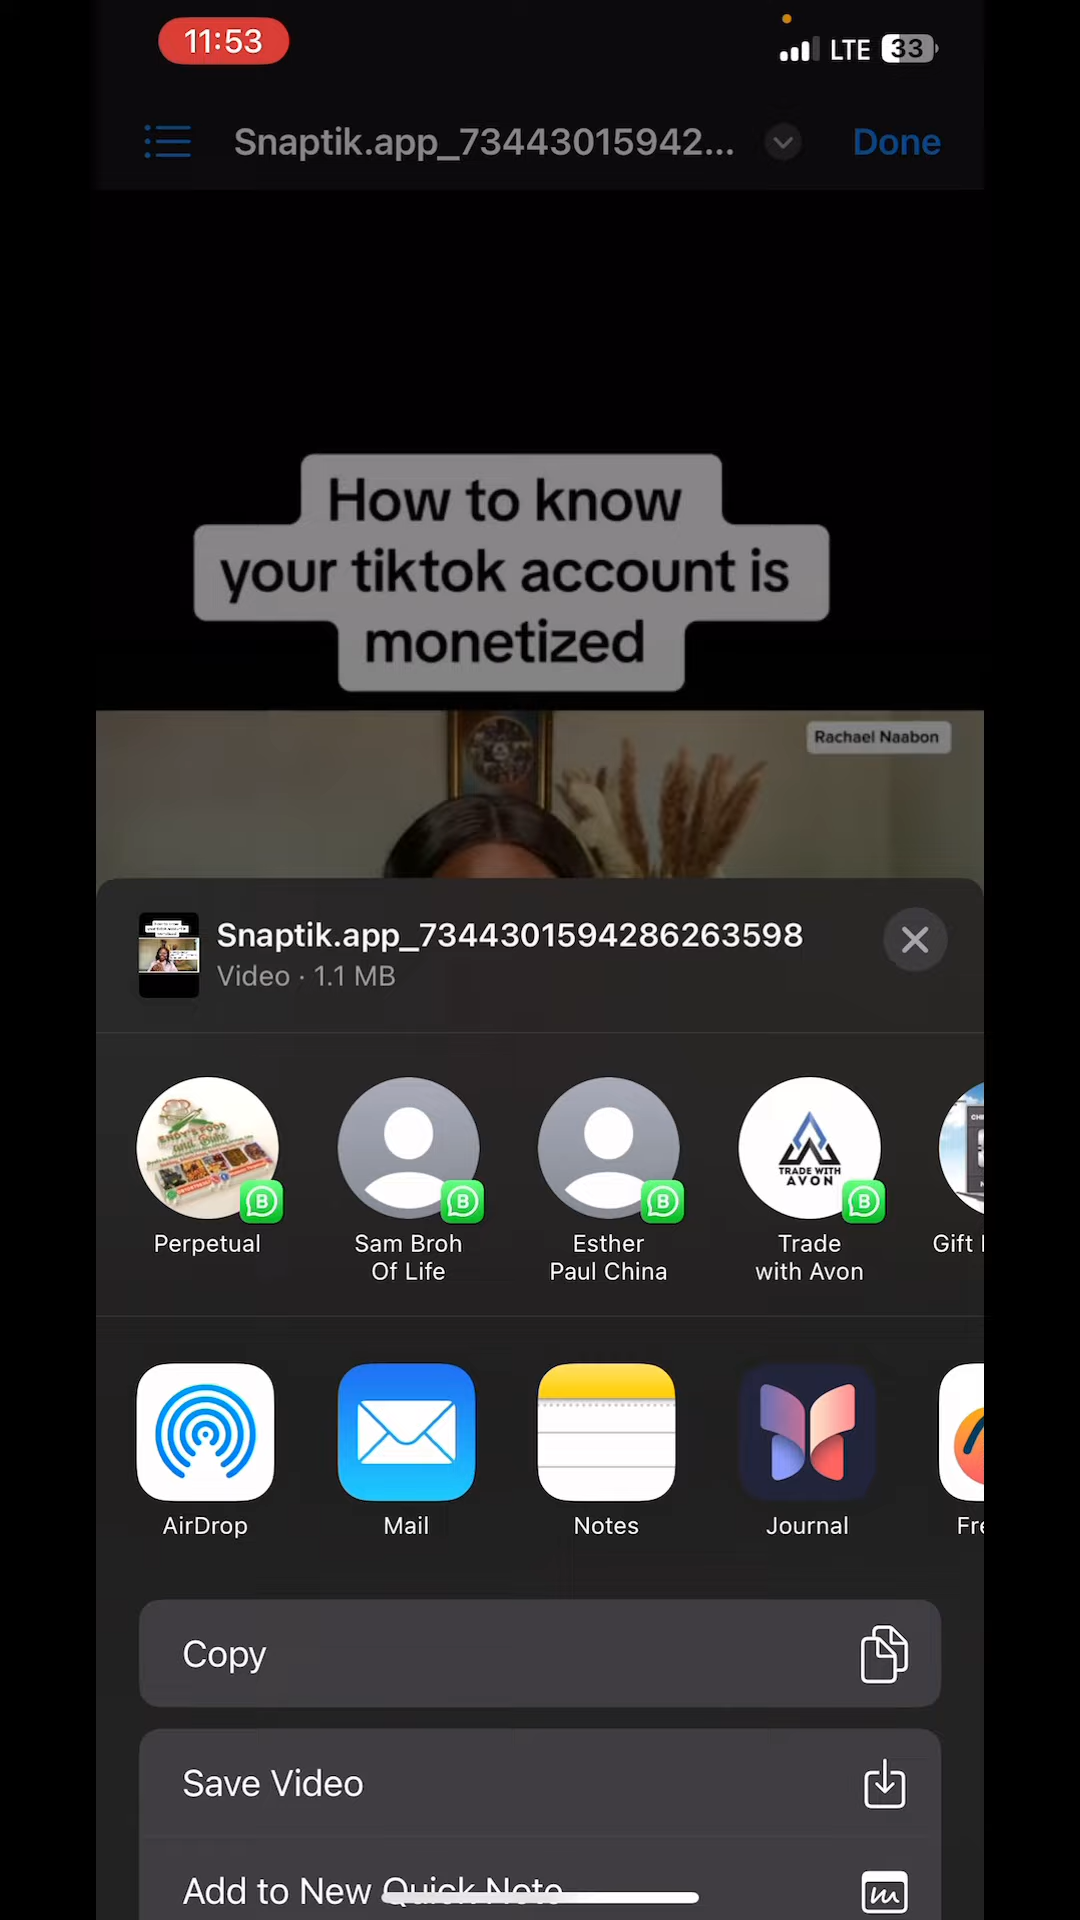 11:53
LTE 33
Snaptik.app_73443015942...
Done
How to know
your tiktok account is
monetized
Rachael Naabon
Snaptik.app_7344301594286263598
Video · 1.1 MB
TRADE WITH
AVON
Perpetual
Sam Broh
Of Life
Esther
Paul China
Trade
with Avon
Gift
AirDrop
Mail
Notes
Journal
Fre
Copy
Save Video
Add to New Quick Note